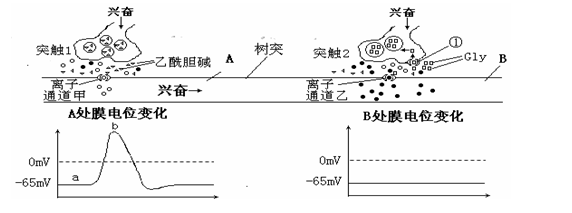 兴奋
突触1
乙酰胆碱
A
树突
离子
通道甲
兴奋
A处膜电位变化
b
0mV
a
-65mV
兴奋
突触2
①
Gly
B
离子
通道乙
B处膜电位变化
0mV
-65mV